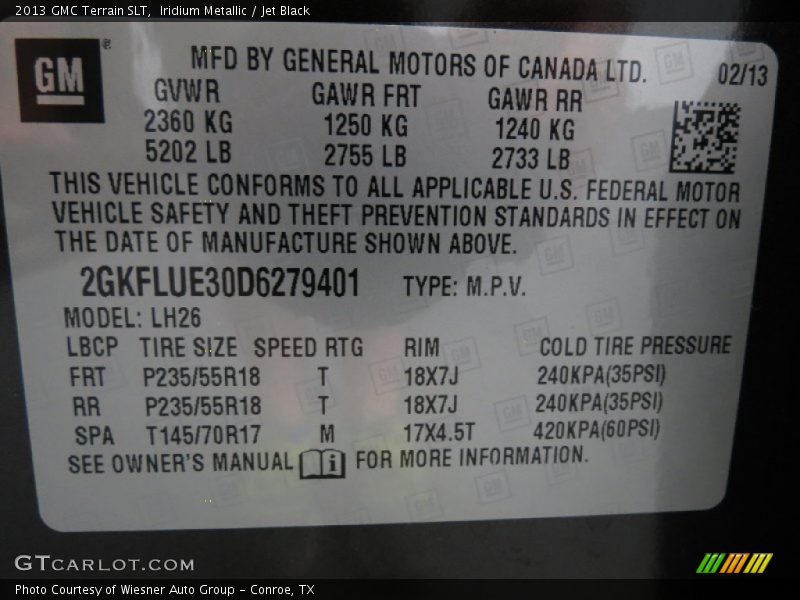 2013 GMC Terrain SLT, Iridium Metallic / Jet Black
GM
MFD BY GENERAL MOTORS OF CANADA LTD.
02/13
GVWR GAWR FRT GAWR RR
2360 KG 1250 KG 1240 KG
5202 LB 2755 LB 2733 LB
THIS VEHICLE CONFORMS TO ALL APPLICABLE U.S. FEDERAL MOTOR
VEHICLE SAFETY AND THEFT PREVENTION STANDARDS IN EFFECT ON
THE DATE OF MANUFACTURE SHOWN ABOVE.
2GKFLUE30D6279401 TYPE: M.P.V.
MODEL: LH26
LBCP TIRE SIZE SPEED RTG RIM COLD TIRE PRESSURE
FRT P235/55R18 T 18X7J 240KPA(35PSI)
RR P235/55R18 T 18X7J 240KPA(35PSI)
SPA T145/70R17 M 17X4.5T 420KPA(60PSI)
SEE OWNER'S MANUAL i FOR MORE INFORMATION.
GTCARLOT.COM
Photo Courtesy of Wiesner Auto Group - Conroe, TX